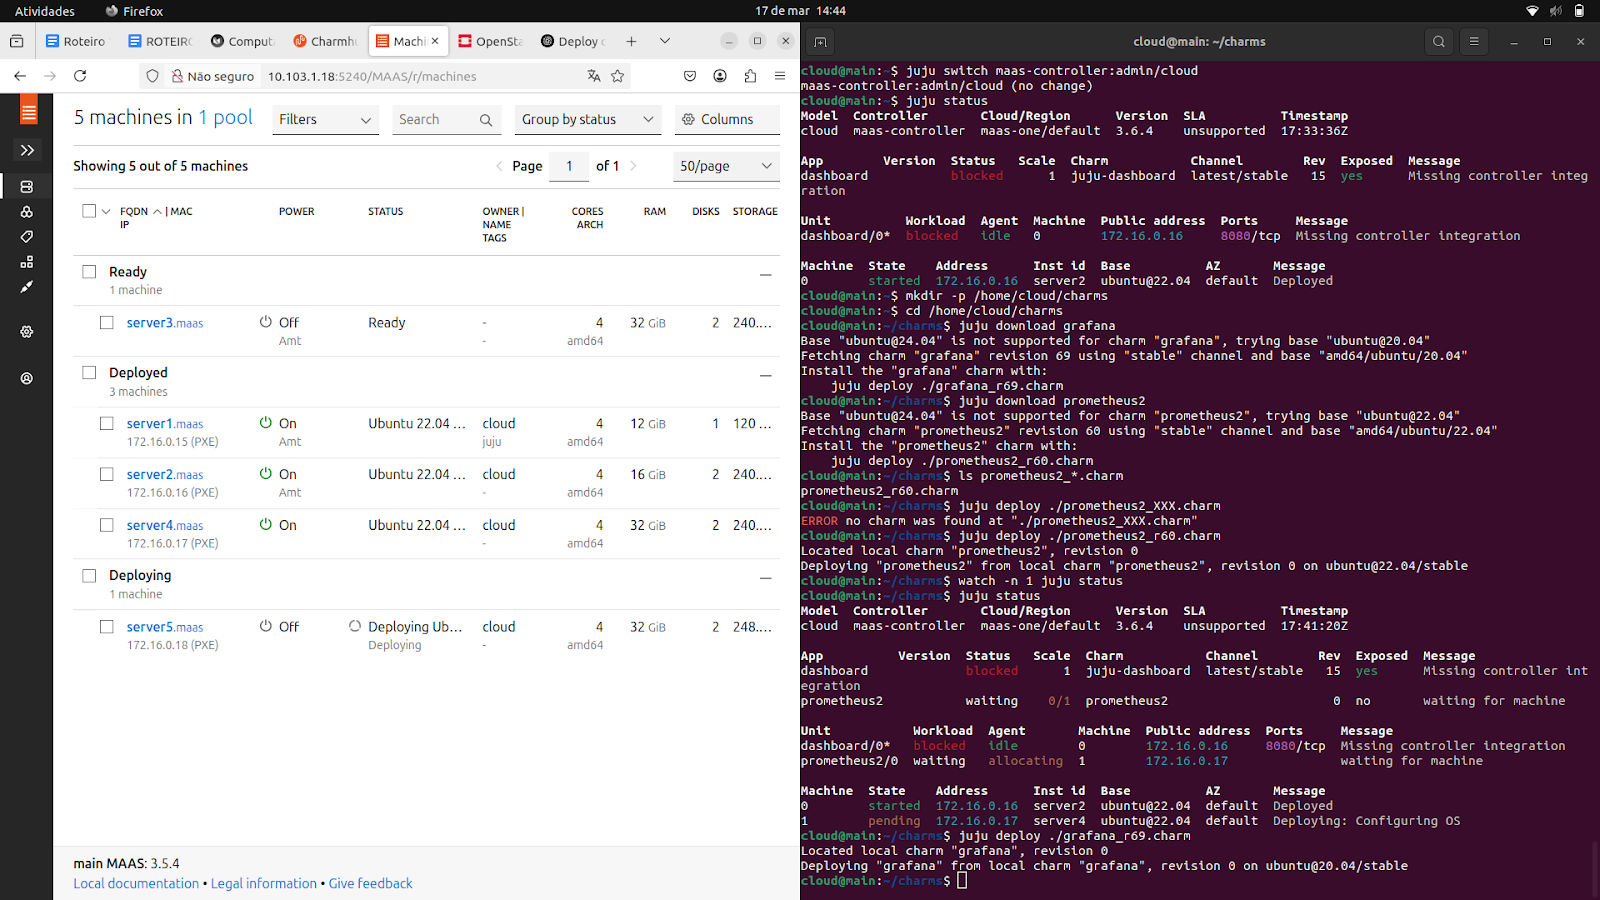 Atividades
Firefox
17 de mar 14:44
Roteiro
ROTEIRO
Comput
Charmhu
Machi
OpenSta
Deploy
Não seguro
10.103.1.18:5240/MAAS/r/machines
5 machines in 1 pool
Filters
Search
Group by status
Columns
Showing 5 out of 5 machines
Page 1 of 1
50/page
FQDN | MAC
IP
POWER
STATUS
OWNER |
NAME
TAGS
CORES
ARCH
RAM
DISKS
STORAGE
Ready
1 machine
server3.maas Off Ready - 4 32 GiB 2 240....
Amt - amd64
Deployed
3 machines
server1.maas On Ubuntu 22.04 ... cloud 4 12 GiB 1 120 ...
172.16.0.15 (PXE) Amt juju amd64
server2.maas On Ubuntu 22.04 ... cloud 4 16 GiB 2 240....
172.16.0.16 (PXE) Amt - amd64
server4.maas On Ubuntu 22.04 ... cloud 4 32 GiB 2 240....
172.16.0.17 (PXE) - amd64
Deploying
1 machine
server5.maas Off Deploying Ub... cloud 4 32 GiB 2 248....
172.16.0.18 (PXE) Deploying - amd64
main MAAS: 3.5.4
Local documentation • Legal information • Give feedback
cloud@main: ~/charms
cloud@main:~$ juju switch maas-controller:admin/cloud
maas-controller:admin/cloud (no change)
cloud@main:~$ juju status
Model  Controller       Cloud/Region      Version  SLA          Timestamp
cloud  maas-controller  maas-one/default  3.6.4    unsupported  17:33:36Z
App        Version  Status   Scale  Charm           Channel        Rev  Exposed  Message
dashboard           blocked      1  juju-dashboard  latest/stable   15  yes      Missing controller integ
ration
Unit          Workload  Agent  Machine  Public address  Ports     Message
dashboard/0*  blocked   idle   0        172.16.0.16     8080/tcp  Missing controller integration
Machine  State    Address      Inst id  Base          AZ       Message
0        started  172.16.0.16  server2  ubuntu@22.04  default  Deployed
cloud@main:~$ mkdir -p /home/cloud/charms
cloud@main:~$ cd /home/cloud/charms
cloud@main:~/charms$ juju download grafana
Base "ubuntu@24.04" is not supported for charm "grafana", trying base "ubuntu@20.04"
Fetching charm "grafana" revision 69 using "stable" channel and base "amd64/ubuntu/20.04"
Install the "grafana" charm with:
    juju deploy ./grafana_r69.charm
cloud@main:~/charms$ juju download prometheus2
Base "ubuntu@24.04" is not supported for charm "prometheus2", trying base "ubuntu@22.04"
Fetching charm "prometheus2" revision 60 using "stable" channel and base "amd64/ubuntu/22.04"
Install the "prometheus2" charm with:
    juju deploy ./prometheus2_r60.charm
cloud@main:~/charms$ ls prometheus2_*.charm
prometheus2_r60.charm
cloud@main:~/charms$ juju deploy ./prometheus2_XXX.charm
ERROR no charm was found at "./prometheus2_XXX.charm"
cloud@main:~/charms$ juju deploy ./prometheus2_r60.charm
Located local charm "prometheus2", revision 0
Deploying "prometheus2" from local charm "prometheus2", revision 0 on ubuntu@22.04/stable
cloud@main:~/charms$ watch -n 1 juju status
cloud@main:~/charms$ juju status
Model  Controller       Cloud/Region      Version  SLA          Timestamp
cloud  maas-controller  maas-one/default  3.6.4    unsupported  17:41:20Z
App          Version  Status   Scale  Charm           Channel        Rev  Exposed  Message
dashboard             blocked      1  juju-dashboard  latest/stable   15  yes      Missing controller int
egration
prometheus2           waiting    0/1  prometheus2                      0  no       waiting for machine
Unit           Workload  Agent       Machine  Public address  Ports     Message
dashboard/0*   blocked   idle        0        172.16.0.16     8080/tcp  Missing controller integration
prometheus2/0  waiting   allocating  1        172.16.0.17               waiting for machine
Machine  State    Address      Inst id  Base          AZ       Message
0        started  172.16.0.16  server2  ubuntu@22.04  default  Deployed
1        pending  172.16.0.17  server4  ubuntu@22.04  default  Deploying: Configuring OS
cloud@main:~/charms$ juju deploy ./grafana_r69.charm
Located local charm "grafana", revision 0
Deploying "grafana" from local charm "grafana", revision 0 on ubuntu@20.04/stable
cloud@main:~/charms$